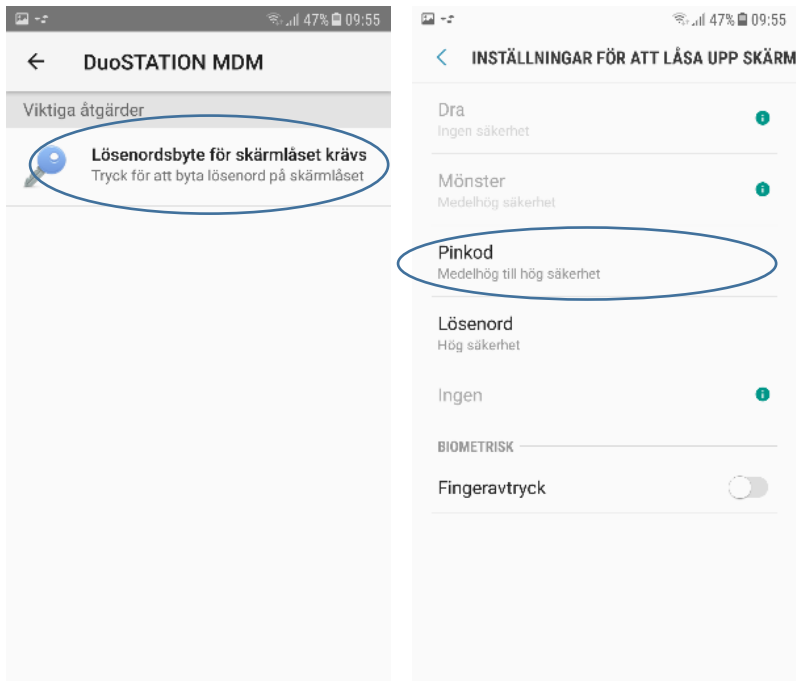 47% 09:55
DuoSTATION MDM
Viktiga åtgärder
Lösenordsbyte för skärmlåset krävs
Tryck för att byta lösenord på skärmlåset
47% 09:55
INSTÄLLNINGAR FÖR ATT LÅSA UPP SKÄRM
Dra
Ingen säkerhet
Mönster
Medelhög säkerhet
Pinkod
Medelhög till hög säkerhet
Lösenord
Hög säkerhet
Ingen
BIOMETRISK
Fingeravtryck